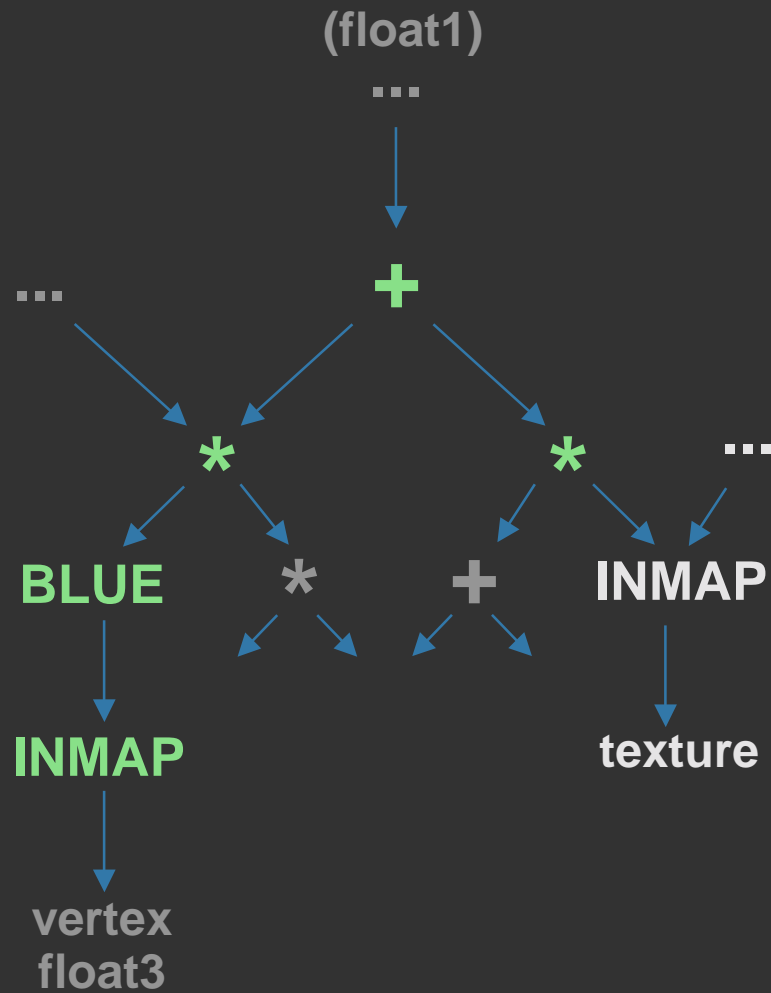 (float1)
...
... +
* * ...
BLUE * + INMAP
INMAP texture
vertex
float3